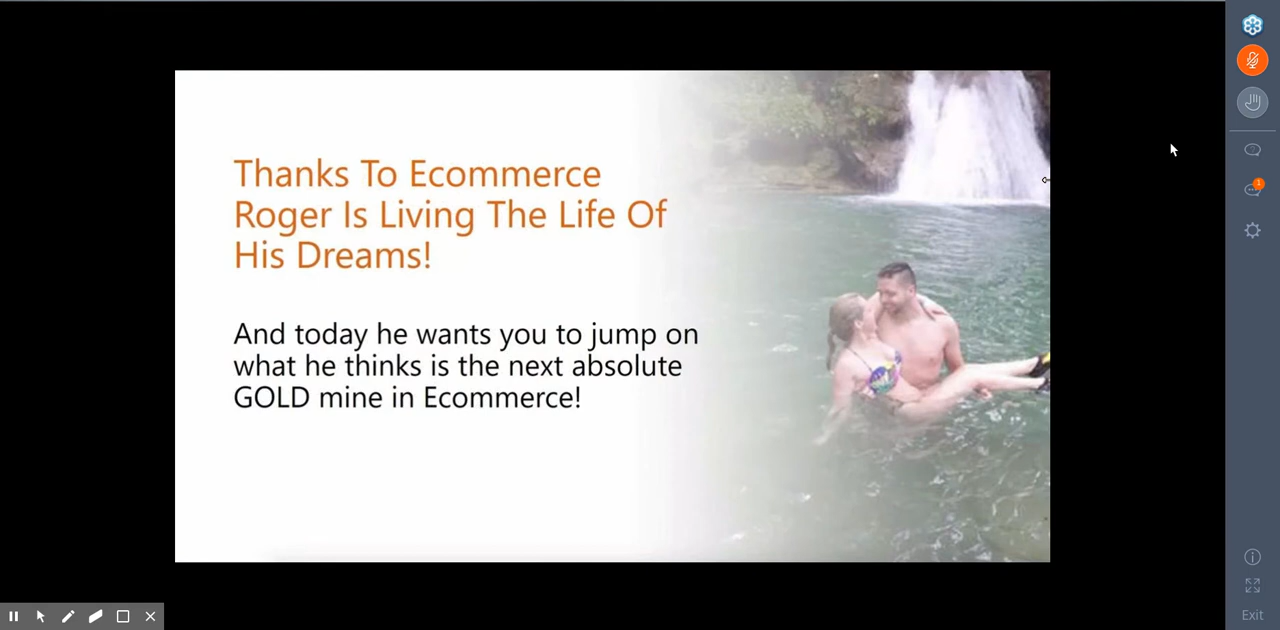 Thanks To Ecommerce
Roger Is Living The Life Of
His Dreams!
And today he wants you to jump on
what he thinks is the next absolute
GOLD mine in Ecommerce!
1
Exit